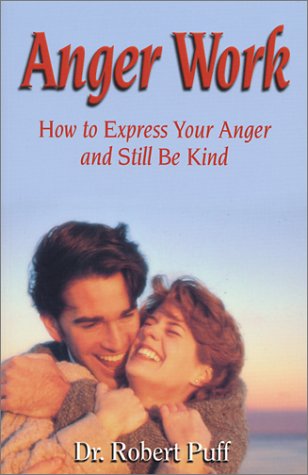 Anger Work
How to Express Your Anger
and Still Be Kind
Dr. Robert Puff